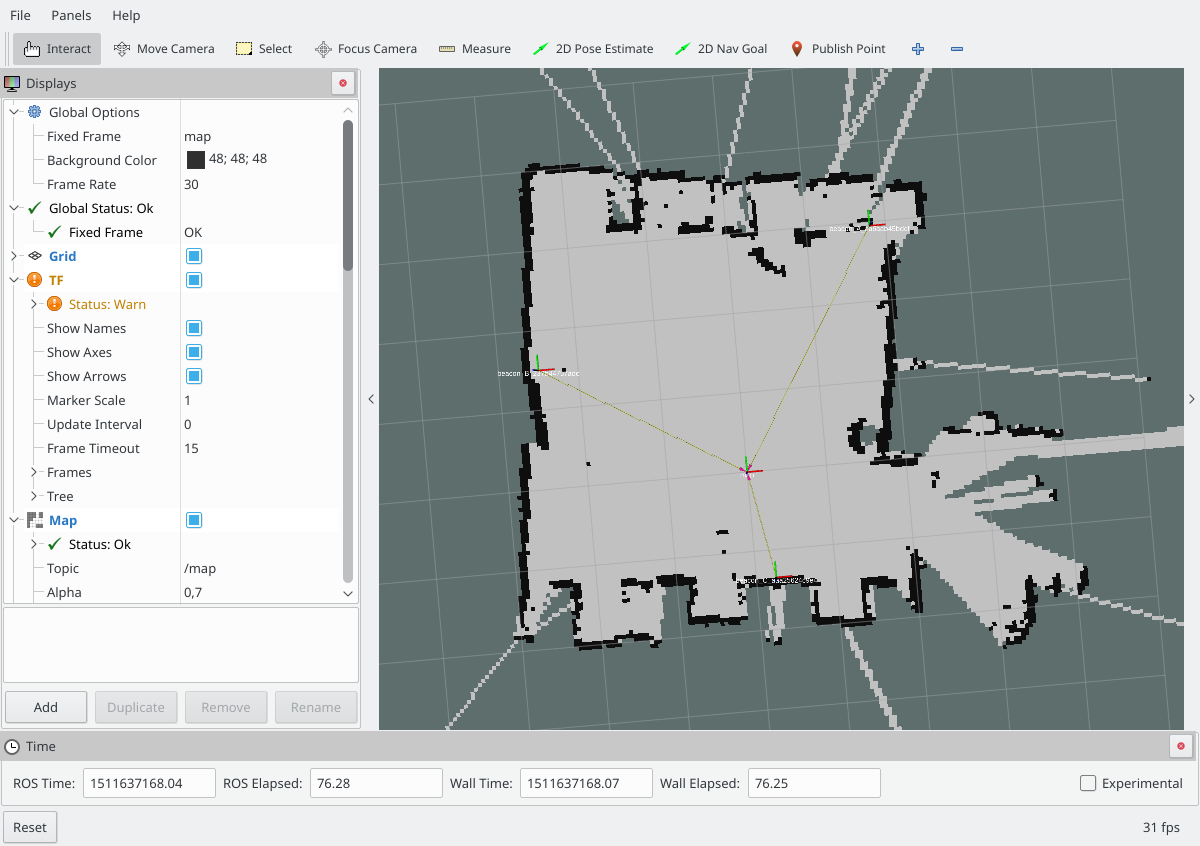 File Panels Help
Interact Move Camera Select Focus Camera Measure 2D Pose Estimate 2D Nav Goal Publish Point
Displays
Global Options
Fixed Frame map
Background Color 48; 48; 48
Frame Rate 30
Global Status: Ok
Fixed Frame OK
Grid
TF
Status: Warn
Show Names
Show Axes
Show Arrows
Marker Scale 1
Update Interval 0
Frame Timeout 15
Frames
Tree
Map
Status: Ok
Topic /map
Alpha 0,7
Add Duplicate Remove Rename
beacon
beacon
beacon
Time
ROS Time: 1511637168.04 ROS Elapsed: 76.28 Wall Time: 1511637168.07 Wall Elapsed: 76.25 Experimental
Reset 31 fps